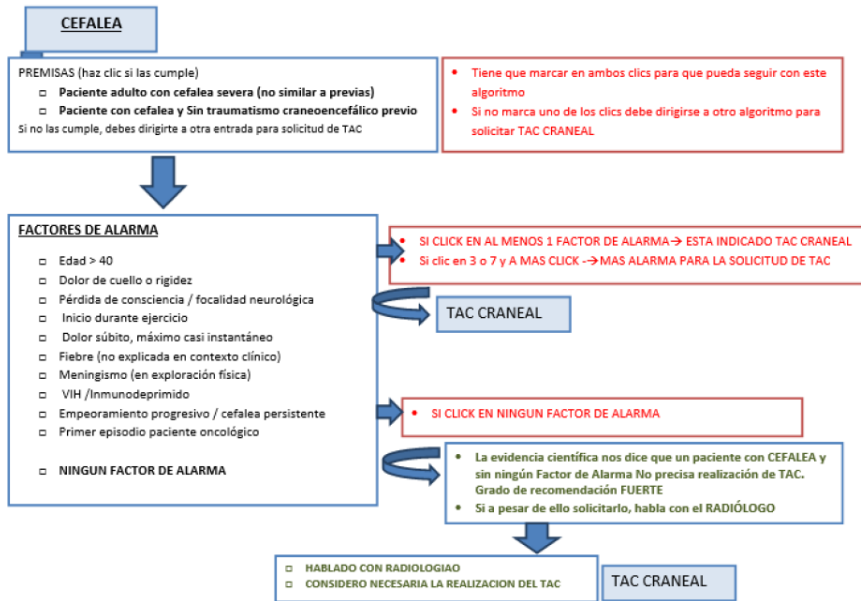 CEFALEA
PREMISAS (haz clic si las cumple)
Paciente adulto con cefalea severa (no similar a previas)
Paciente con cefalea y Sin traumatismo craneoencefálico previo
Si no las cumple, debes dirigirte a otra entrada para solicitud de TAC
Tiene que marcar en ambos clics para que pueda seguir con este
algoritmo
Si no marca uno de los clics debe dirigirse a otro algoritmo para
solicitar TAC CRANEAL
FACTORES DE ALARMA
Edad > 40
Dolor de cuello o rigidez
Pérdida de consciencia / focalidad neurológica
Inicio durante ejercicio
Dolor súbito, máximo casi instantáneo
Fiebre (no explicada en contexto clínico)
Meningismo (en exploración física)
VIH /Inmunodeprimido
Empeoramiento progresivo / cefalea persistente
Primer episodio paciente oncológico
NINGUN FACTOR DE ALARMA
SI CLICK EN AL MENOS 1 FACTOR DE ALARMA→ ESTA INDICADO TAC CRANEAL
Si clic en 3 o 7 y A MAS CLICK -→MAS ALARMA PARA LA SOLICITUD DE TAC
TAC CRANEAL
SI CLICK EN NINGUN FACTOR DE ALARMA
La evidencia científica nos dice que un paciente con CEFALEA y
sin ningún Factor de Alarma No precisa realización de TAC.
Grado de recomendación FUERTE
Si a pesar de ello solicitarlo, habla con el RADIÓLOGO
HABLADO CON RADIOLOGIAO
CONSIDERO NECESARIA LA REALIZACION DEL TAC
TAC CRANEAL